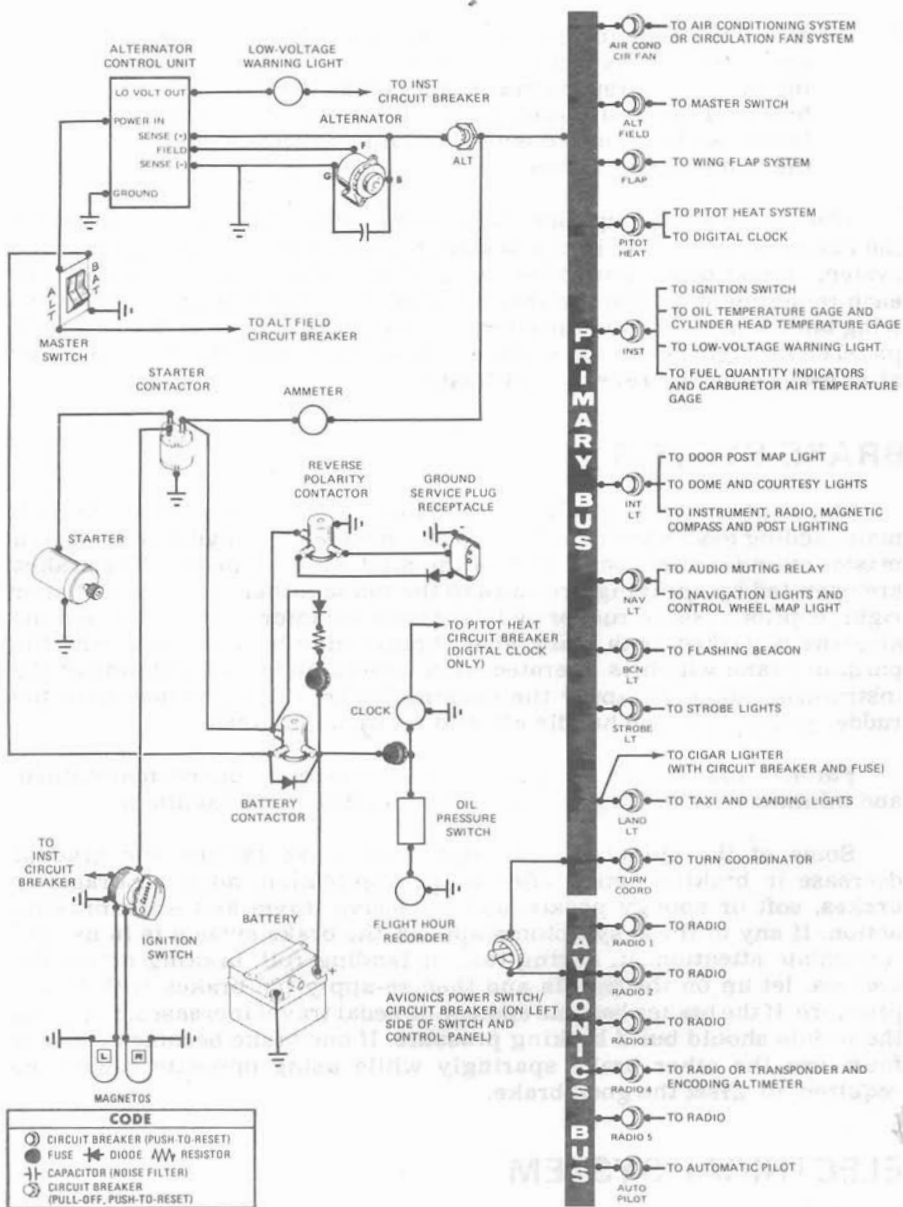 ALTERNATOR
CONTROL UNIT
LOW-VOLTAGE
WARNING LIGHT
LO VOLT OUT
POWER IN
SENSE (+)
FIELD
SENSE (-)
GROUND
TO INST
CIRCUIT BREAKER
ALTERNATOR
F
G
B
ALT
ALT
BAT
MASTER
SWITCH
TO ALT FIELD
CIRCUIT BREAKER
STARTER
CONTACTOR
AMMETER
REVERSE
POLARITY
CONTACTOR
GROUND
SERVICE PLUG
RECEPTACLE
STARTER
TO PITOT HEAT
CIRCUIT BREAKER
(DIGITAL CLOCK
ONLY)
CLOCK
BATTERY
CONTACTOR
OIL
PRESSURE
SWITCH
TO
INST
CIRCUIT
BREAKER
IGNITION
SWITCH
BATTERY
FLIGHT HOUR
RECORDER
AVIONICS POWER SWITCH/
CIRCUIT BREAKER (ON LEFT
SIDE OF SWITCH AND
CONTROL PANEL)
L
R
MAGNETOS
CODE
CIRCUIT BREAKER (PUSH-TO-RESET)
FUSE DIODE RESISTOR
CAPACITOR (NOISE FILTER)
CIRCUIT BREAKER
(PULL-OFF, PUSH-TO-RESET)
PRIMARY BUS
AVIONICS BUS
AIR COND
CIR FAN
TO AIR CONDITIONING SYSTEM
OR CIRCULATION FAN SYSTEM
ALT
FIELD
TO MASTER SWITCH
FLAP
TO WING FLAP SYSTEM
PITOT
HEAT
TO PITOT HEAT SYSTEM
TO DIGITAL CLOCK
INST
TO IGNITION SWITCH
TO OIL TEMPERATURE GAGE AND
CYLINDER HEAD TEMPERATURE GAGE
TO LOW-VOLTAGE WARNING LIGHT
TO FUEL QUANTITY INDICATORS
AND CARBURETOR AIR TEMPERATURE
GAGE
INT
LT
TO DOOR POST MAP LIGHT
TO DOME AND COURTESY LIGHTS
TO INSTRUMENT, RADIO, MAGNETIC
COMPASS AND POST LIGHTING
NAV
LT
TO AUDIO MUTING RELAY
TO NAVIGATION LIGHTS AND
CONTROL WHEEL MAP LIGHT
BCN
LT
TO FLASHING BEACON
STROBE
LT
TO STROBE LIGHTS
TO CIGAR LIGHTER
(WITH CIRCUIT BREAKER AND FUSE)
LAND
LT
TO TAXI AND LANDING LIGHTS
TURN
COORD
TO TURN COORDINATOR
RADIO 1
TO RADIO
RADIO 2
TO RADIO
RADIO 3
TO RADIO
RADIO 4
TO RADIO OR TRANSPONDER AND
ENCODING ALTIMETER
RADIO 5
TO RADIO
AUTO
PILOT
TO AUTOMATIC PILOT